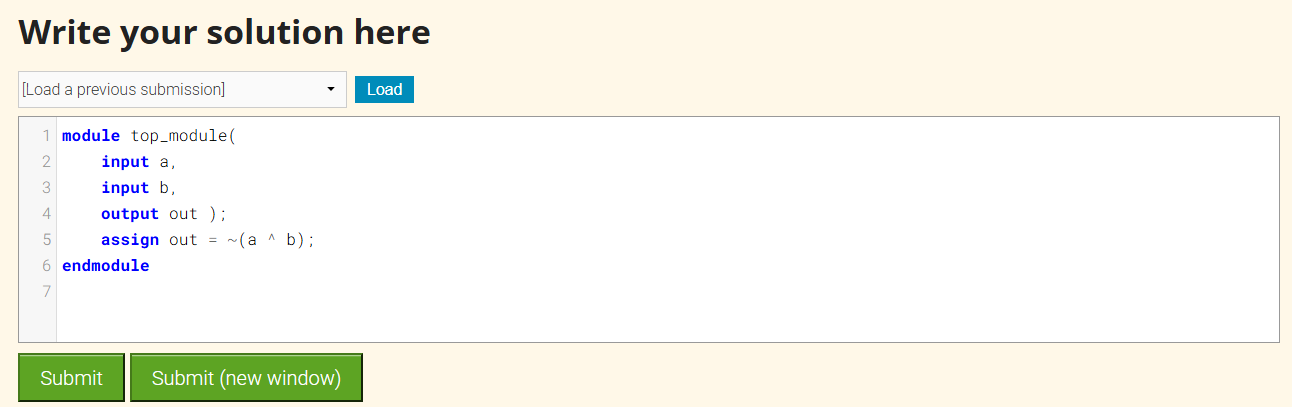 Write your solution here
[Load a previous submission] Load
1 module top_module(
2     input a,
3     input b,
4     output out );
5     assign out = ~(a ^ b);
6 endmodule
7
Submit Submit (new window)